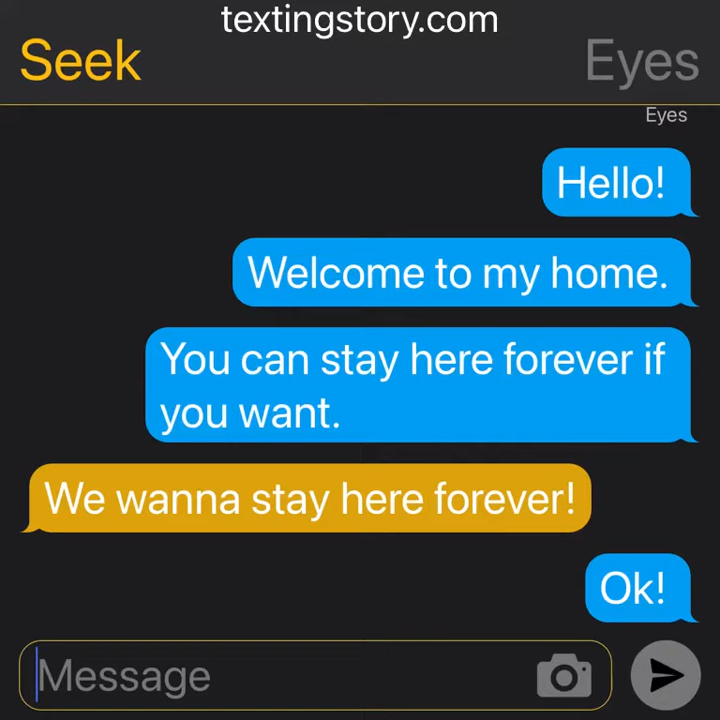 textingstory.com
Seek
Eyes
Eyes
Hello!
Welcome to my home.
You can stay here forever if
you want.
We wanna stay here forever!
Ok!
Message